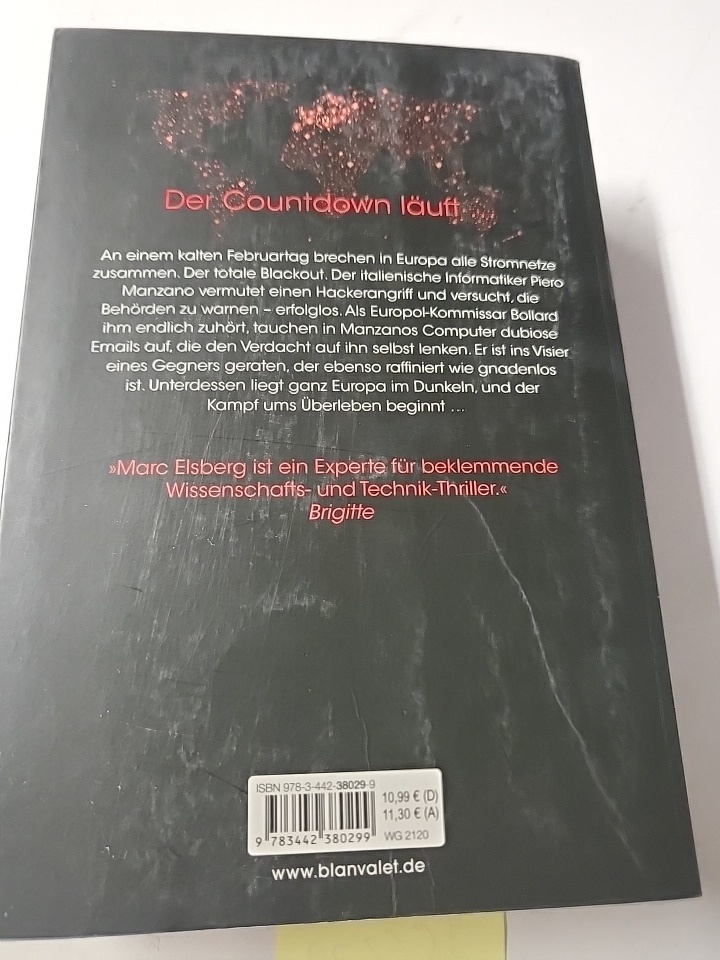 Der Countdown läuft
An einem kalten Februartag brechen in Europa alle Stromnetze
zusammen. Der totale Blackout. Der italienische Informatiker Piero
Manzano vermutet einen Hackerangriff und versucht, die
Behörden zu warnen – erfolglos. Als Europol-Kommissar Bollard
ihm endlich zuhört, tauchen in Manzanos Computer dubiose
Emails auf, die den Verdacht auf ihn selbst lenken. Er ist ins Visier
eines Gegners geraten, der ebenso raffiniert wie gnadenlos
ist. Unterdessen liegt ganz Europa im Dunkeln, und der
Kampf ums Überleben beginnt ...
»Marc Elsberg ist ein Experte für beklemmende
Wissenschafts- und Technik-Thriller.«
Brigitte
ISBN 978-3-442-38029-9
10,99 € (D)
11,30 € (A)
WG 2120
9 783442 380299
www.blanvalet.de